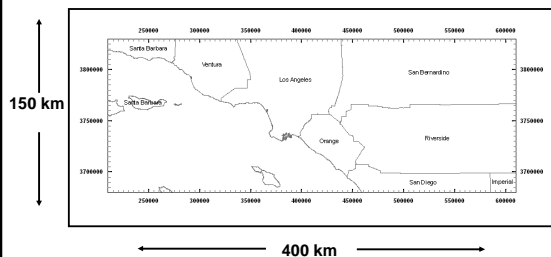 250000 300000 350000 400000 450000 500000 550000 600000
Santa Barbara
Ventura
3800000 Los Angeles San Bernardino 3800000
150 km
Santa Barbara
3750000 3750000
Orange Riverside
3700000 3700000
San Diego Imperial
250000 300000 350000 400000 450000 500000 550000 600000
400 km